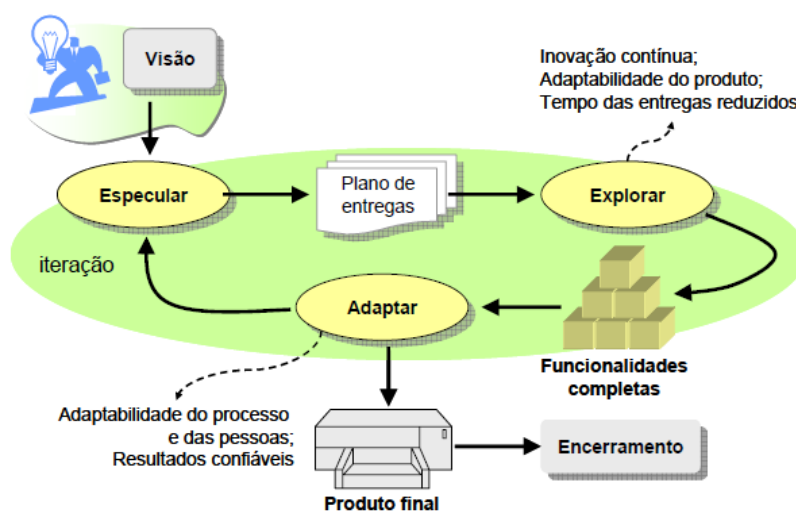 Visão
Inovação contínua;
Adaptabilidade do produto;
Tempo das entregas reduzidos
Especular
Plano de
entregas
Explorar
iteração
Adaptar
Funcionalidades
completas
Adaptabilidade do processo
e das pessoas;
Resultados confiáveis
Encerramento
Produto final